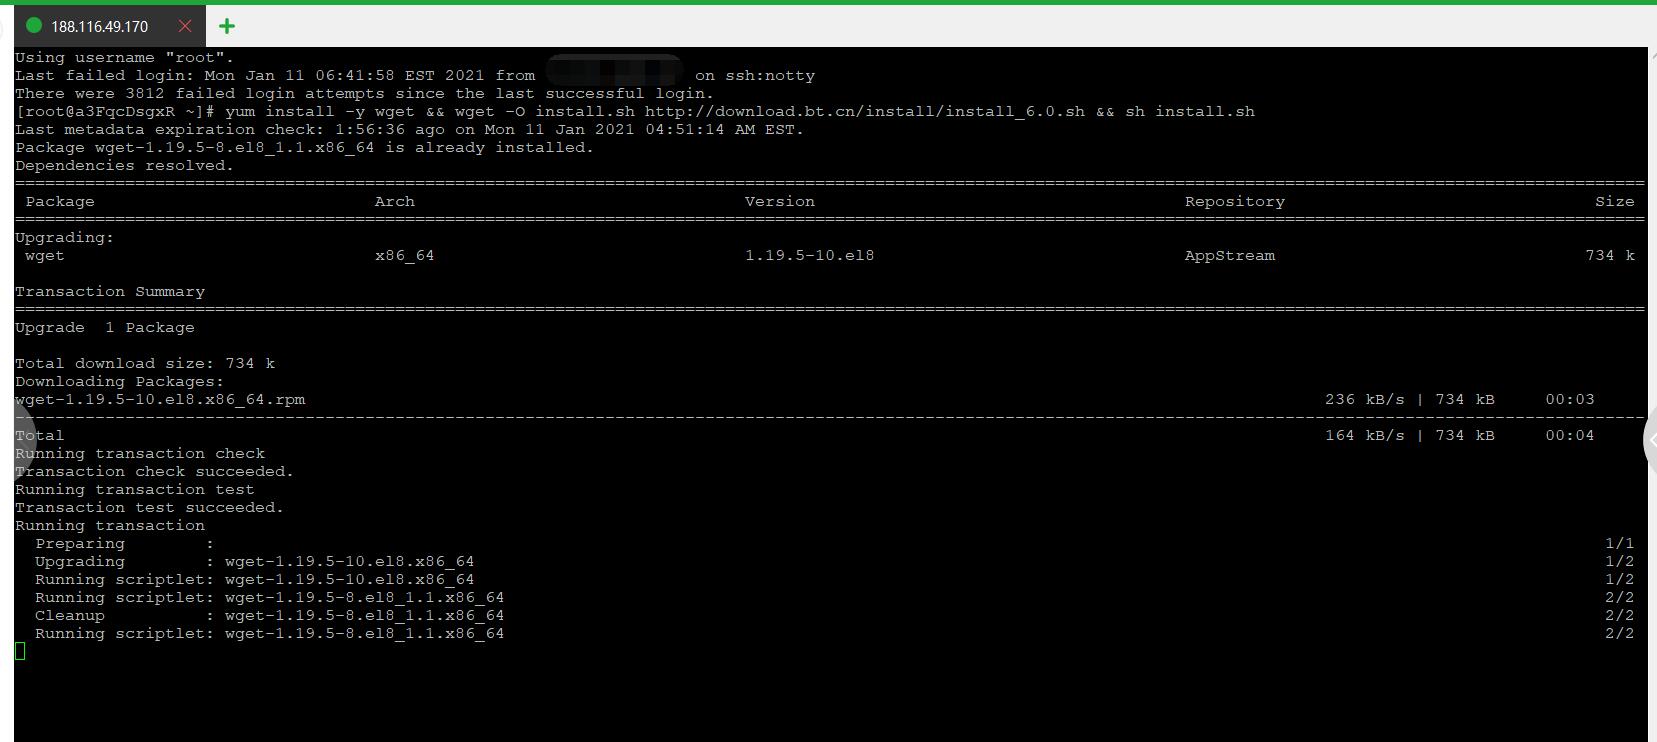 188.116.49.170
Using username "root".
Last failed login: Mon Jan 11 06:41:58 EST 2021 from on ssh:notty
There were 3812 failed login attempts since the last successful login.
[root@a3FqcDsgxR ~]# yum install -y wget && wget -O install.sh http://download.bt.cn/install/install_6.0.sh && sh install.sh
Last metadata expiration check: 1:56:36 ago on Mon 11 Jan 2021 04:51:14 AM EST.
Package wget-1.19.5-8.el8_1.1.x86_64 is already installed.
Dependencies resolved.
Package Arch Version Repository Size
Upgrading:
wget x86_64 1.19.5-10.el8 AppStream 734 k
Transaction Summary
Upgrade 1 Package
Total download size: 734 k
Downloading Packages:
wget-1.19.5-10.el8.x86_64.rpm 236 kB/s | 734 kB 00:03
Total 164 kB/s | 734 kB 00:04
Running transaction check
Transaction check succeeded.
Running transaction test
Transaction test succeeded.
Running transaction
Preparing : 1/1
Upgrading : wget-1.19.5-10.el8.x86_64 1/2
Running scriptlet: wget-1.19.5-10.el8.x86_64 1/2
Running scriptlet: wget-1.19.5-8.el8_1.1.x86_64 2/2
Cleanup : wget-1.19.5-8.el8_1.1.x86_64 2/2
Running scriptlet: wget-1.19.5-8.el8_1.1.x86_64 2/2